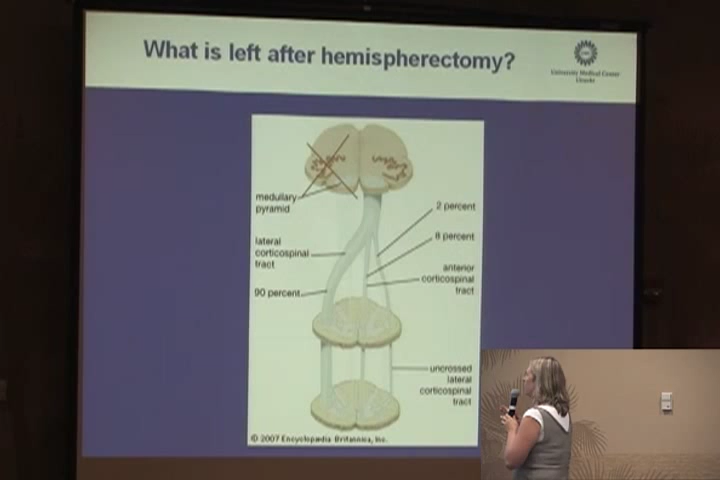 What is left after hemispherectomy?
University Medical Center
Utrecht
medullary
pyramid
2 percent
8 percent
lateral
corticospinal
tract
anterior
corticospinal
tract
90 percent
uncrossed
lateral
corticospinal
tract
© 2007 Encyclopædia Britannica, Inc.